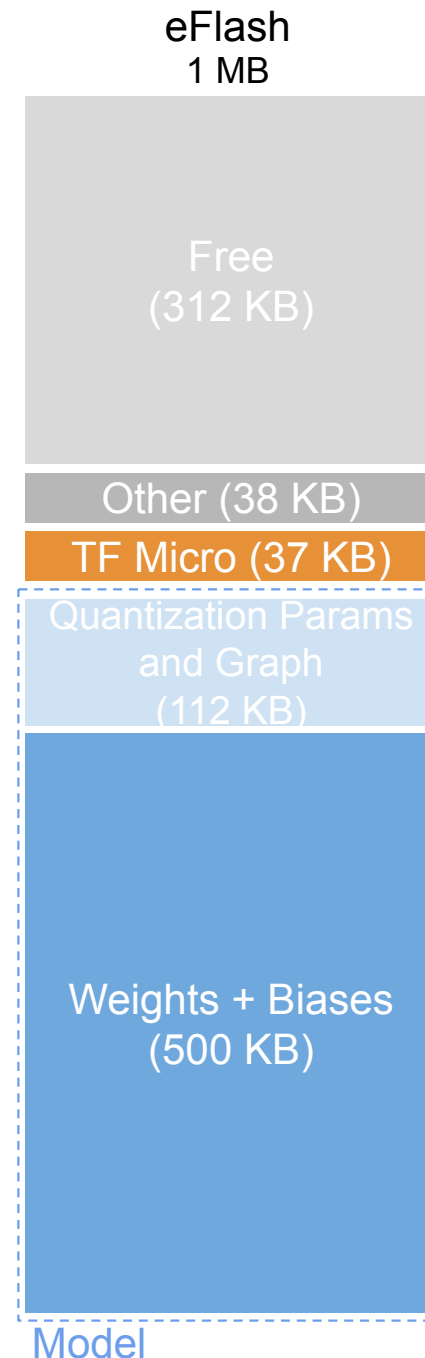 eFlash
1 MB
Free
(312 KB)
Other (38 KB)
TF Micro (37 KB)
Quantization Params
and Graph
(112 KB)
Weights + Biases
(500 KB)
Model